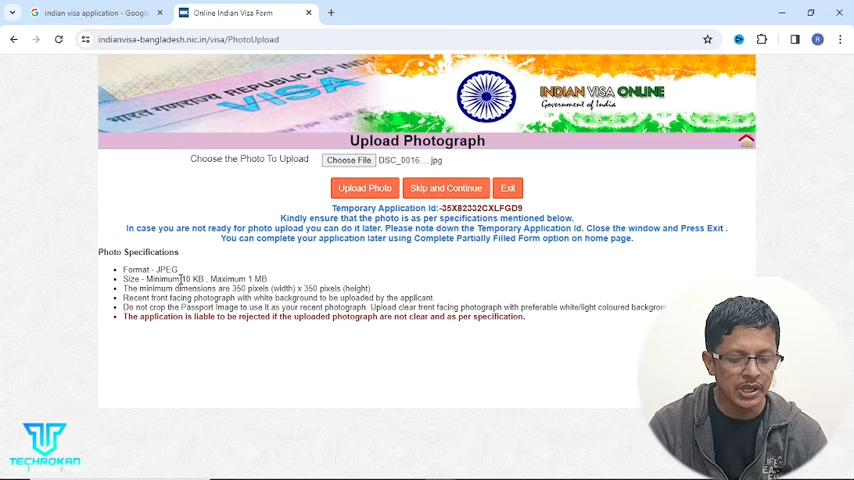 indian visa application - Google
Online Indian Visa Form
indianvisa-bangladesh.nic.in/visa/PhotoUpload
REPUBLIC OF INDIA
VISA
INDIAN VISA ONLINE
Government of India
Upload Photograph
Choose the Photo To Upload Choose File DSC_0016....jpg
Upload Photo Skip and Continue Exit
Temporary Application Id:-35X82332CXLFGD9
Kindly ensure that the photo is as per specifications mentioned below.
In case you are not ready for photo upload you can do it later. Please note down the Temporary Application Id. Close the window and Press Exit .
You can complete your application later using Complete Partially Filled Form option on home page.
Photo Specifications
Format - JPEG
Size - Minimum 10 KB , Maximum 1 MB
The minimum dimensions are 350 pixels (width) x 350 pixels (height).
Recent front facing photograph with white background to be uploaded by the applicant.
Do not crop the Passport Image to use it as your recent photograph. Upload clear front facing photograph with preferable white/light coloured
The application is liable to be rejected if the uploaded photograph are not clear and as per specification.
TECHROKAN